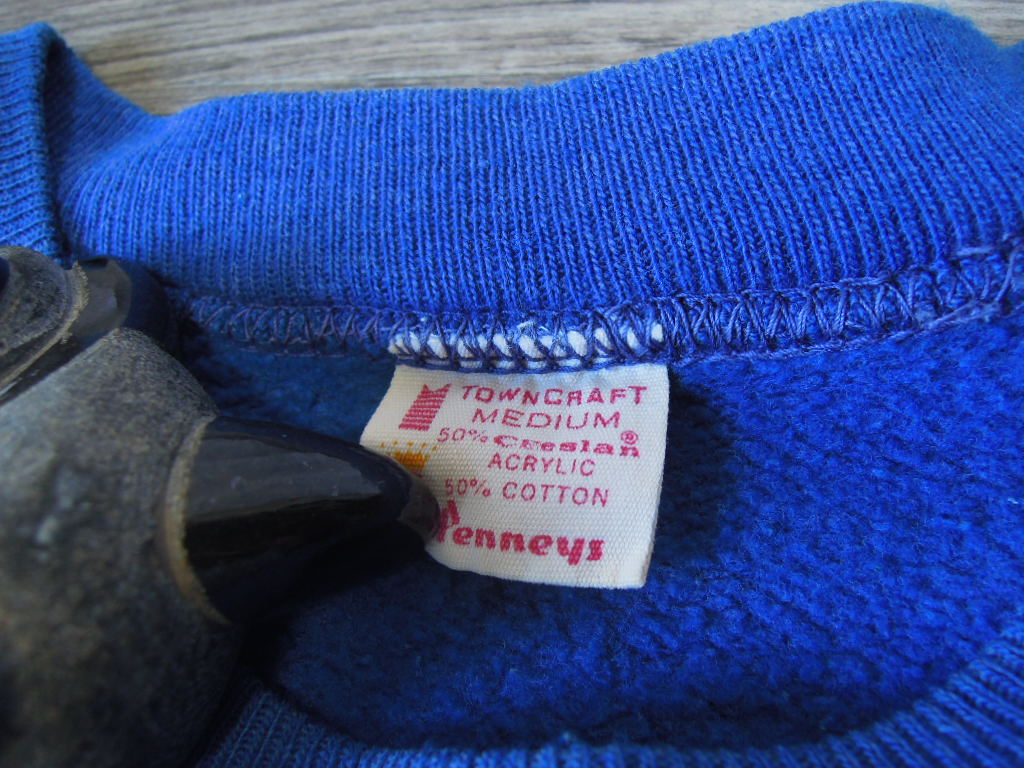 TOWNCRAFT
MEDIUM
50% Creslan®
ACRYLIC
50% COTTON
Penneys